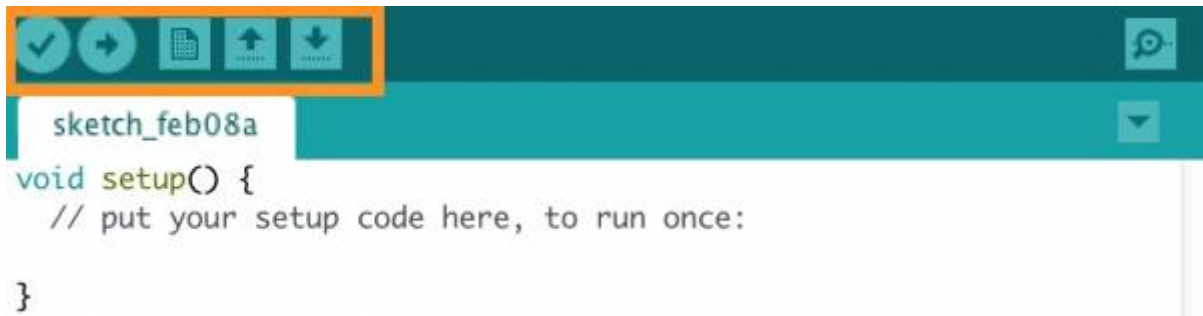 sketch_feb08a
void setup() {
  // put your setup code here, to run once:
}